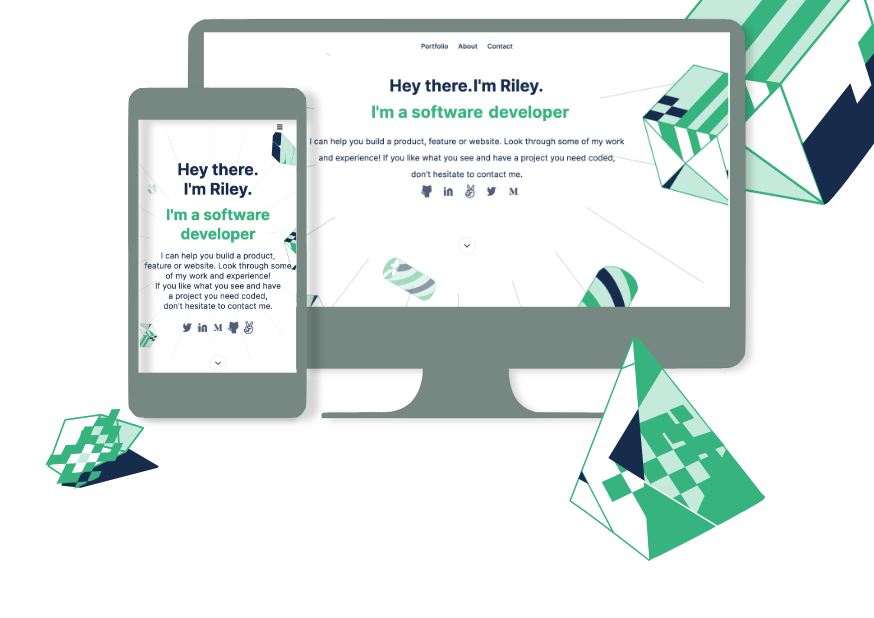 Portfolio About Contact
Hey there.I'm Riley.
I'm a software developer
I can help you build a product, feature or website. Look through some of my work
and experience! If you like what you see and have a project you need coded,
don't hesitate to contact me.
in M
Hey there.
I'm Riley.
I'm a software
developer
I can help you build a product,
feature or website. Look through some
of my work and experience!
If you like what you see and have
a project you need coded,
don't hesitate to contact me.
in M